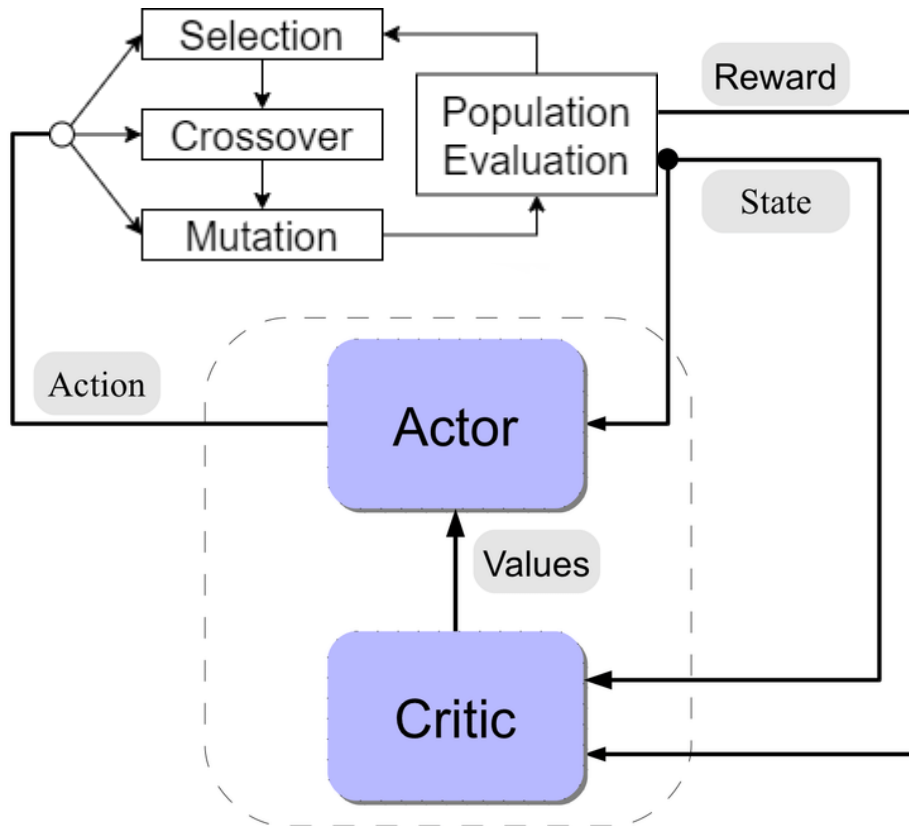 Selection
Reward
Population
Evaluation
Crossover
State
Mutation
Action
Actor
Values
Critic